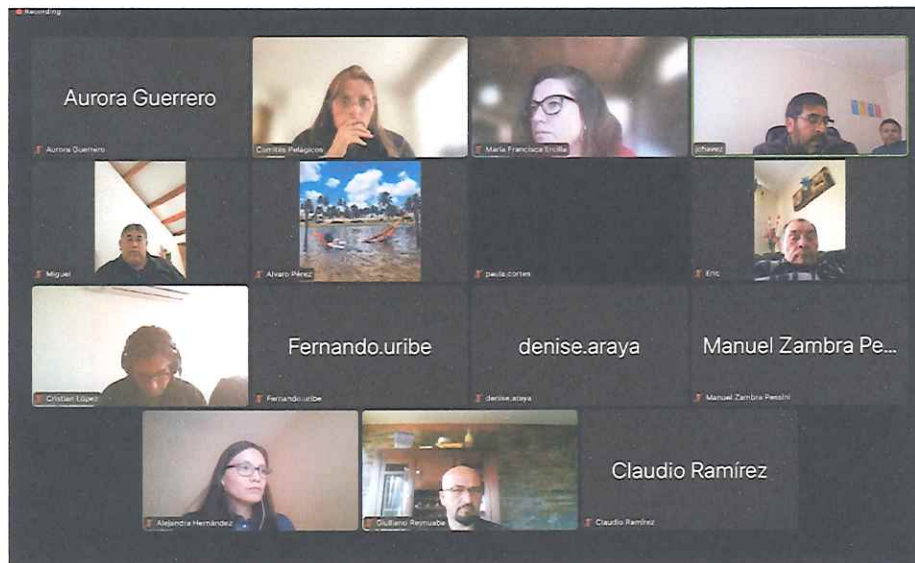 Recording
Aurora Guerrero
Aurora Guerrero
Comités Pelágicos
María Francisca Ercilla
jchavez
Miguel
Alvaro Pérez
paula.cortes
Eric
Cristian López
Fernando.uribe
Fernando.uribe
denise.araya
denise.araya
Manuel Zambra Pe...
Manuel Zambra Pessini
Alejandra Hernández
Giulliano Reynuaba
Claudio Ramírez
Claudio Ramírez